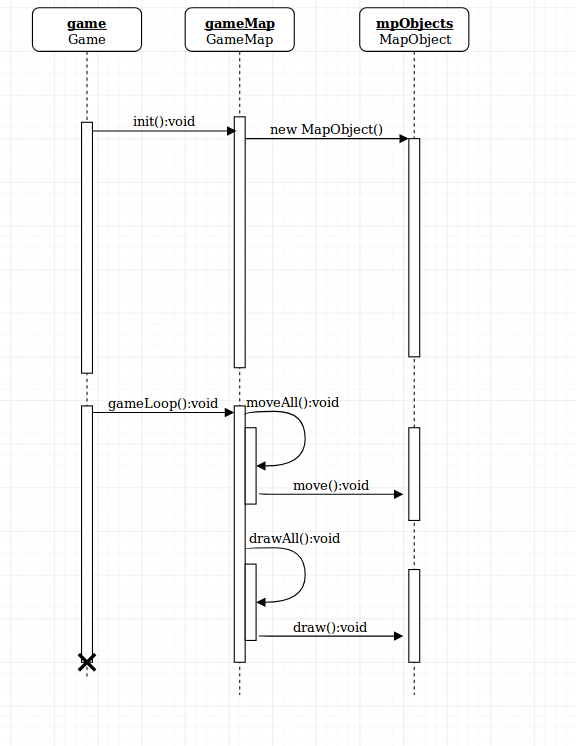 game
Game
gameMap
GameMap
mpObjects
MapObject
init():void
new MapObject()
gameLoop():void
moveAll():void
move():void
drawAll():void
draw():void